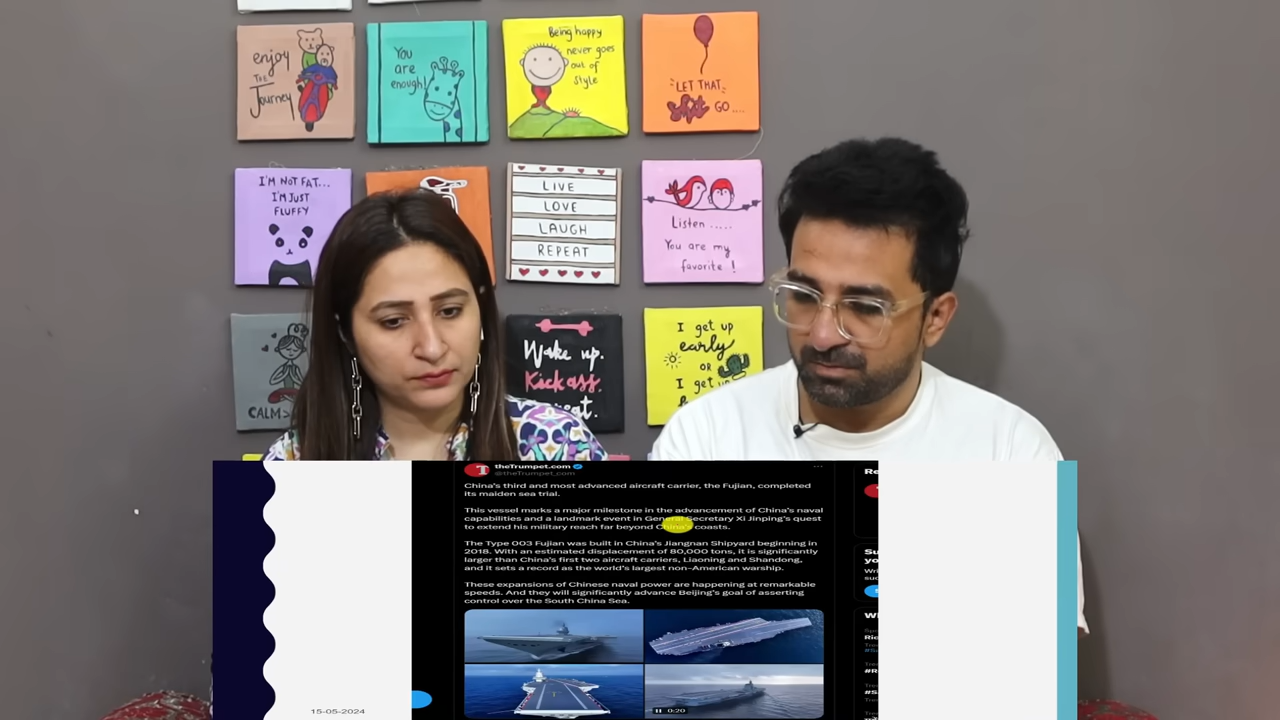 enjoy
THE
Journey
You
are
enough!
Being happy
never goes
out of
style
"LET THAT
shit GO....
I'M NOT FAT...
I'M JUST
FLUFFY
LIVE
LOVE
LAUGH
REPEAT
Listen .....
You are my
favorite !
CALM
Wake up.
Kick ass.
I get up
early
OR
I get
theTrumpet.com
@theTrumpet_com
China's third and most advanced aircraft carrier, the Fujian, completed
its maiden sea trial.
This vessel marks a major milestone in the advancement of China's naval
capabilities and a landmark event in General Secretary Xi Jinping's quest
to extend his military reach far beyond China's coasts.
The Type 003 Fujian was built in China's Jiangnan Shipyard beginning in
2018. With an estimated displacement of 80,000 tons, it is significantly
larger than China's first two aircraft carriers, Liaoning and Shandong,
and it sets a record as the world's largest non-American warship.
These expansions of Chinese naval power are happening at remarkable
speeds. And they will significantly advance Beijing's goal of asserting
control over the South China Sea.
0:20
15-05-2024